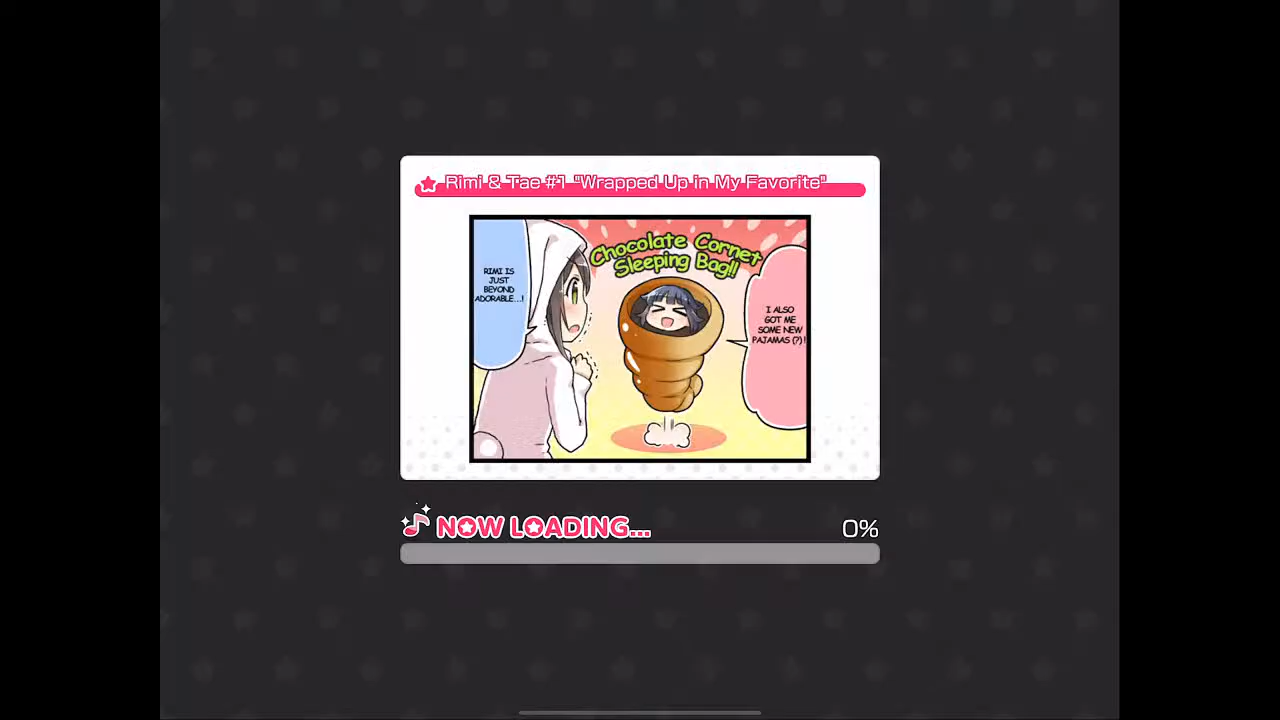 Rimi & Tae #1 "Wrapped Up in My Favorite"
RIMI IS
JUST
BEYOND
ADORABLE...!
Chocolate Cornet
Sleeping Bag!!
I ALSO
GOT ME
SOME NEW
PAJAMAS (?)!
NOW LOADING...
0%